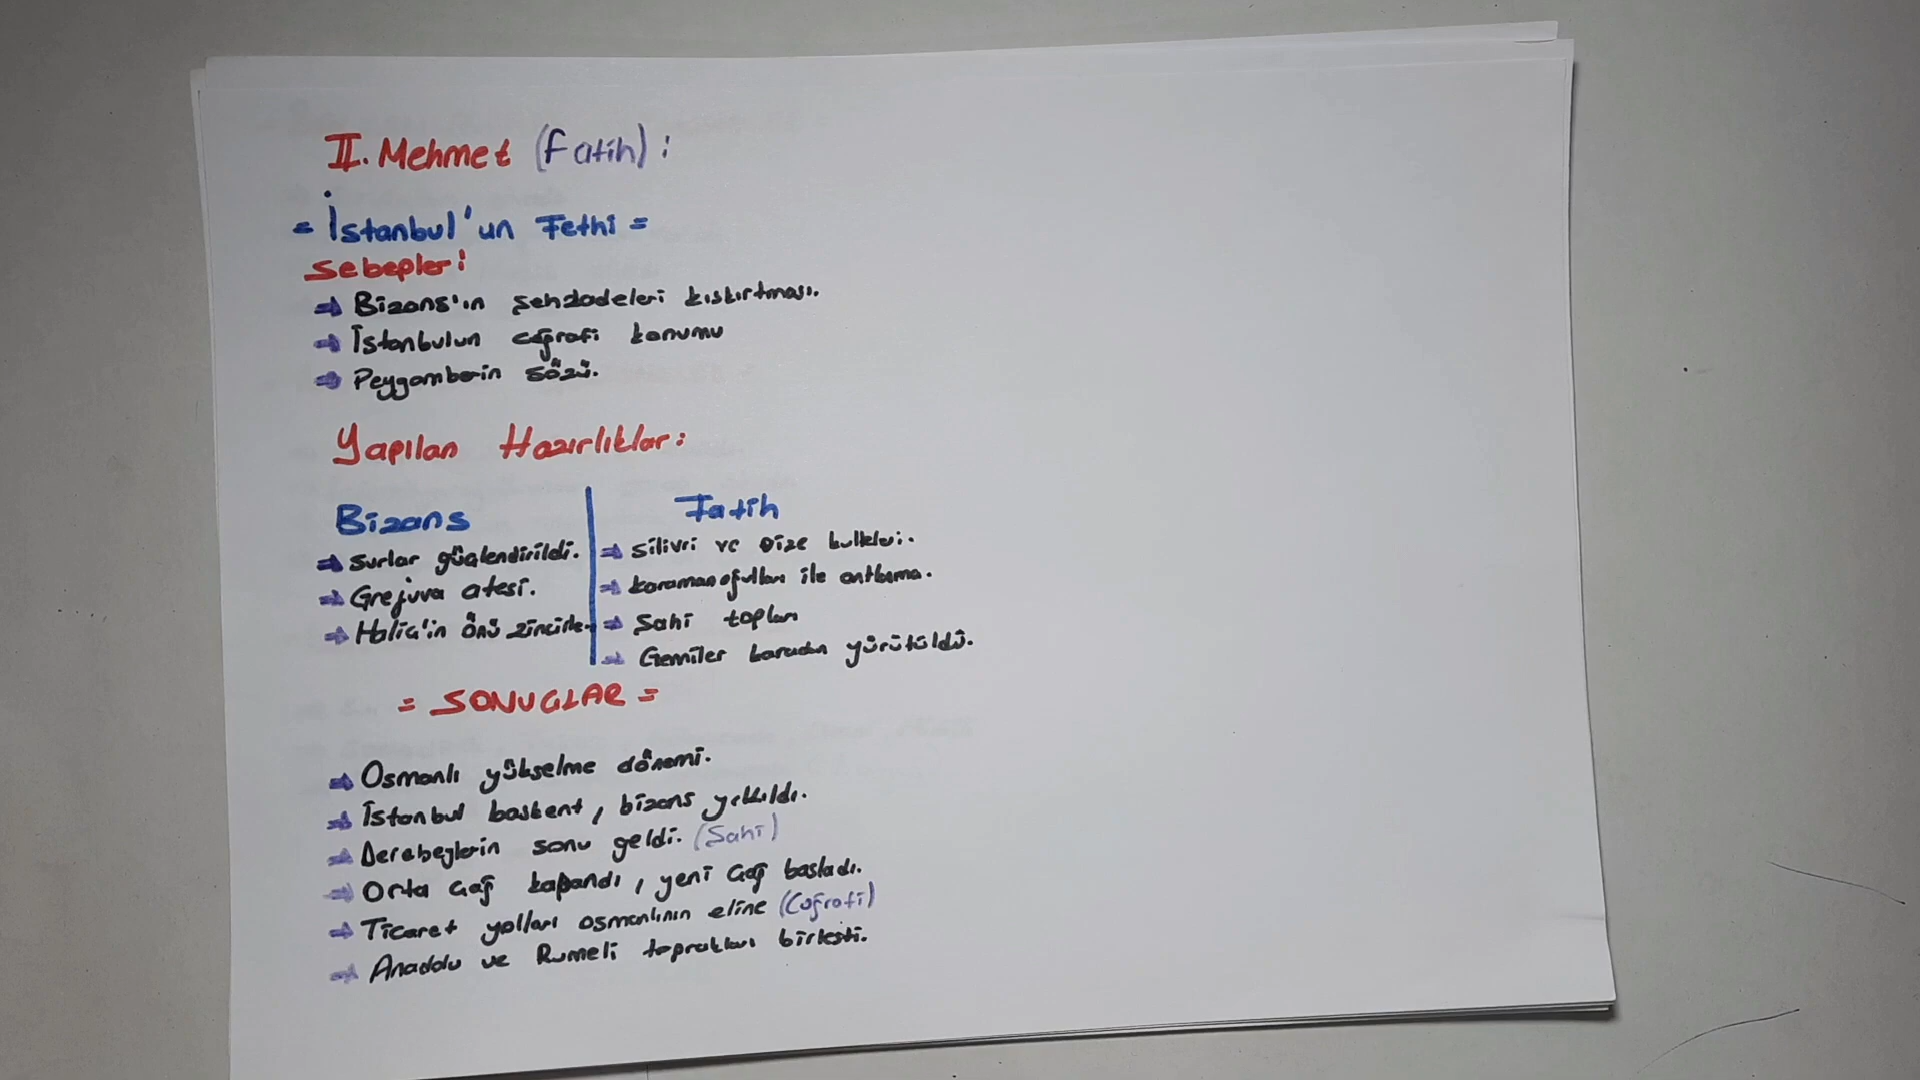 II. Mehmet (Fatih) :
= İstanbul'un Fethi =
Sebepler:
⇒ Bizans'ın şehzadeleri kışkırtması.
⇒ İstanbulun coğrafi konumu
⇒ Peygamberin sözü.
Yapılan Hazırlıklar:
Bizans
⇒ Surlar güçlendirildi.
⇒ Grejuva ateşi.
⇒ Haliç'in önü zincirle.
Fatih
⇒ Silivri ve Vize kuleleri.
⇒ Karamanoğulları ile antlaşma.
⇒ Şahi topları
⇒ Gemiler karadan yürütüldü.
= SONUÇLAR =
⇒ Osmanlı yükselme dönemi.
⇒ İstanbul başkent, bizans yıkıldı.
⇒ Derebeylerin sonu geldi. (Şahi)
⇒ Orta Çağ kapandı, yeni Çağ başladı.
⇒ Ticaret yolları osmanlının eline (Coğrafi)
⇒ Anadolu ve Rumeli toprakları birleşti.